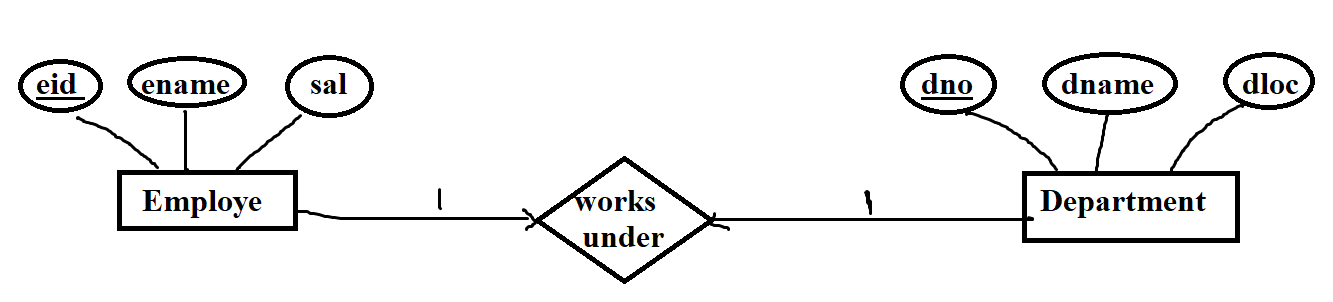 eid ename sal dno dname dloc
Employe works under Department
1 1